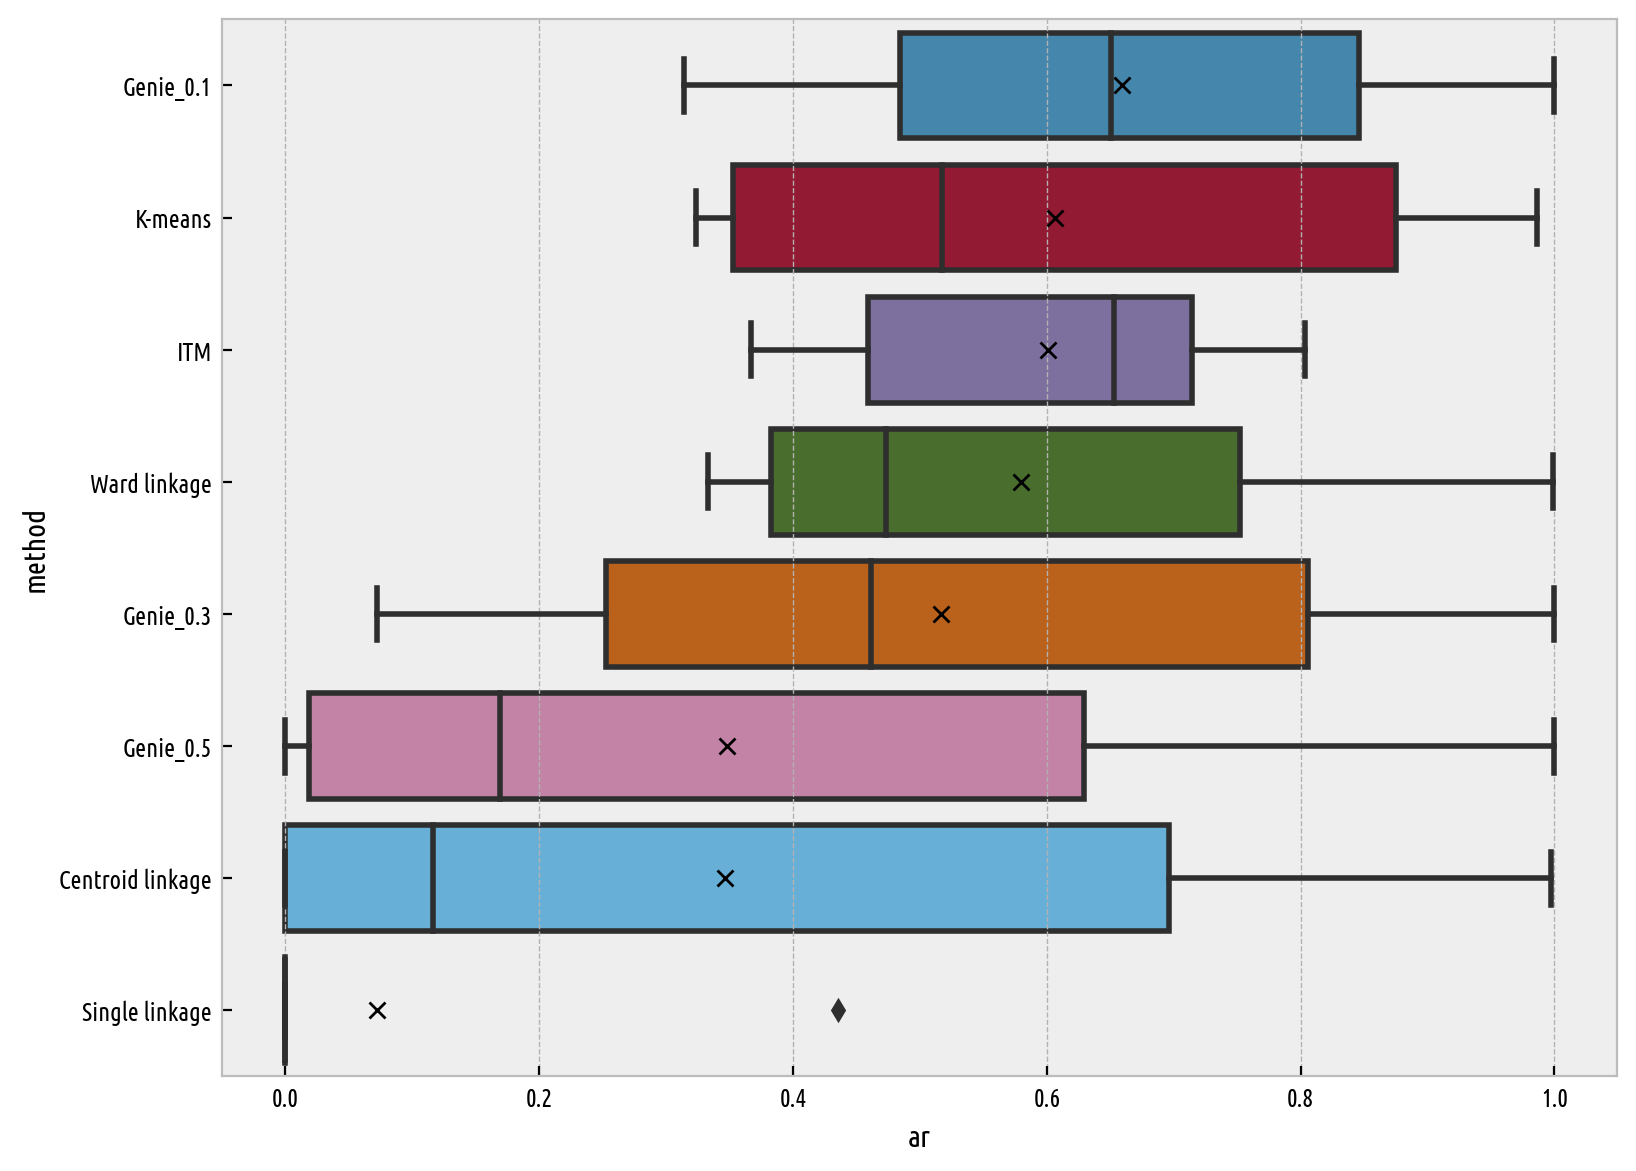 Genie_0.1
K-means
ITM
Ward linkage
Genie_0.3
Genie_0.5
Centroid linkage
Single linkage
method
0.0 0.2 0.4 0.6 0.8 1.0
ar